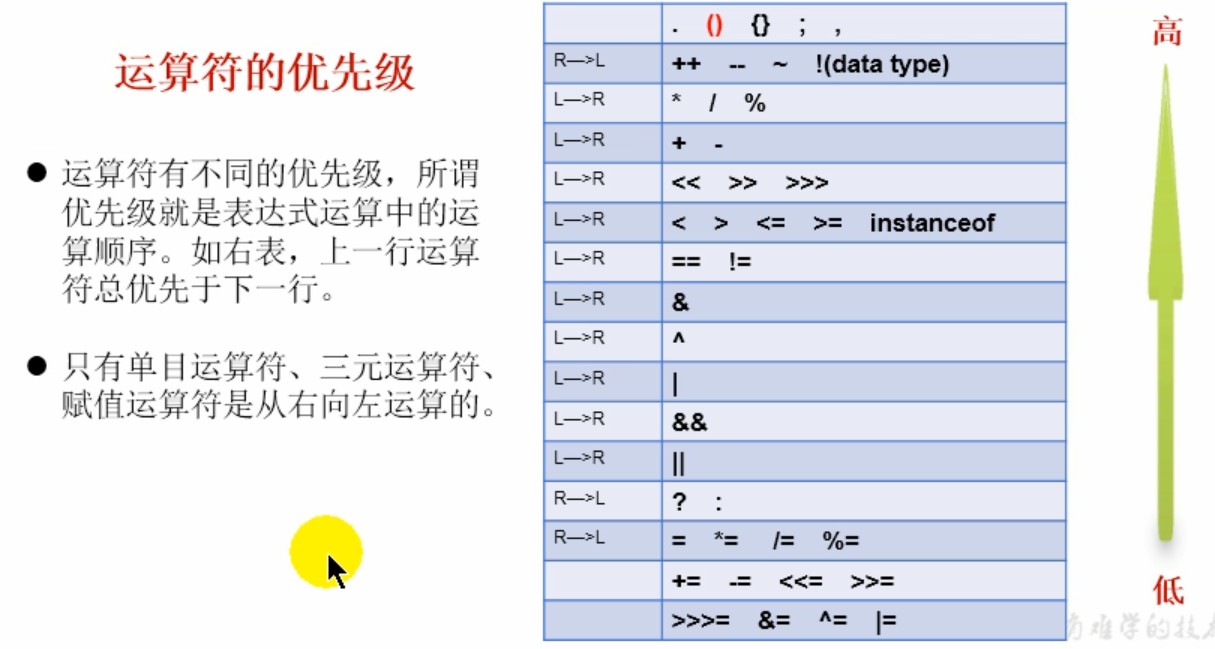 运算符的优先级
● 运算符有不同的优先级，所谓
优先级就是表达式运算中的运
算顺序。如右表，上一行运算
符总优先于下一行。
● 只有单目运算符、三元运算符、
赋值运算符是从右向左运算的。
. () {} ; ,
R—>L ++ -- ~ !(data type)
L—>R * / %
L—>R + -
L—>R << >> >>>
L—>R < > <= >= instanceof
L—>R == !=
L—>R &
L—>R ^
L—>R |
L—>R &&
L—>R ||
R—>L ? :
R—>L = *= /= %=
+= -= <<= >>=
>>>= &= ^= |=
高
低
难学的技